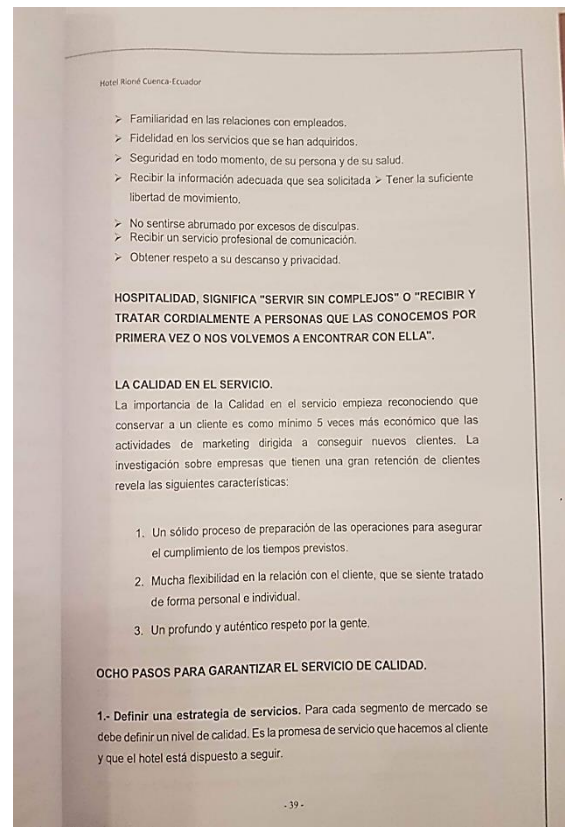 Hotel Rioné Cuenca-Ecuador
➢ Familiaridad en las relaciones con empleados.
➢ Fidelidad en los servicios que se han adquiridos.
➢ Seguridad en todo momento, de su persona y de su salud.
➢ Recibir la información adecuada que sea solicitada ➢ Tener la suficiente
libertad de movimiento.
➢ No sentirse abrumado por excesos de disculpas.
➢ Recibir un servicio profesional de comunicación.
➢ Obtener respeto a su descanso y privacidad.
HOSPITALIDAD, SIGNIFICA "SERVIR SIN COMPLEJOS" O "RECIBIR Y
TRATAR CORDIALMENTE A PERSONAS QUE LAS CONOCEMOS POR
PRIMERA VEZ O NOS VOLVEMOS A ENCONTRAR CON ELLA".
LA CALIDAD EN EL SERVICIO.
La importancia de la Calidad en el servicio empieza reconociendo que
conservar a un cliente es como mínimo 5 veces más económico que las
actividades de marketing dirigida a conseguir nuevos clientes. La
investigación sobre empresas que tienen una gran retención de clientes
revela las siguientes características:
1. Un sólido proceso de preparación de las operaciones para asegurar
el cumplimiento de los tiempos previstos.
2. Mucha flexibilidad en la relación con el cliente, que se siente tratado
de forma personal e individual.
3. Un profundo y auténtico respeto por la gente.
OCHO PASOS PARA GARANTIZAR EL SERVICIO DE CALIDAD.
1.- Definir una estrategia de servicios. Para cada segmento de mercado se
debe definir un nivel de calidad. Es la promesa de servicio que hacemos al cliente
y que el hotel está dispuesto a seguir.
- 39 -